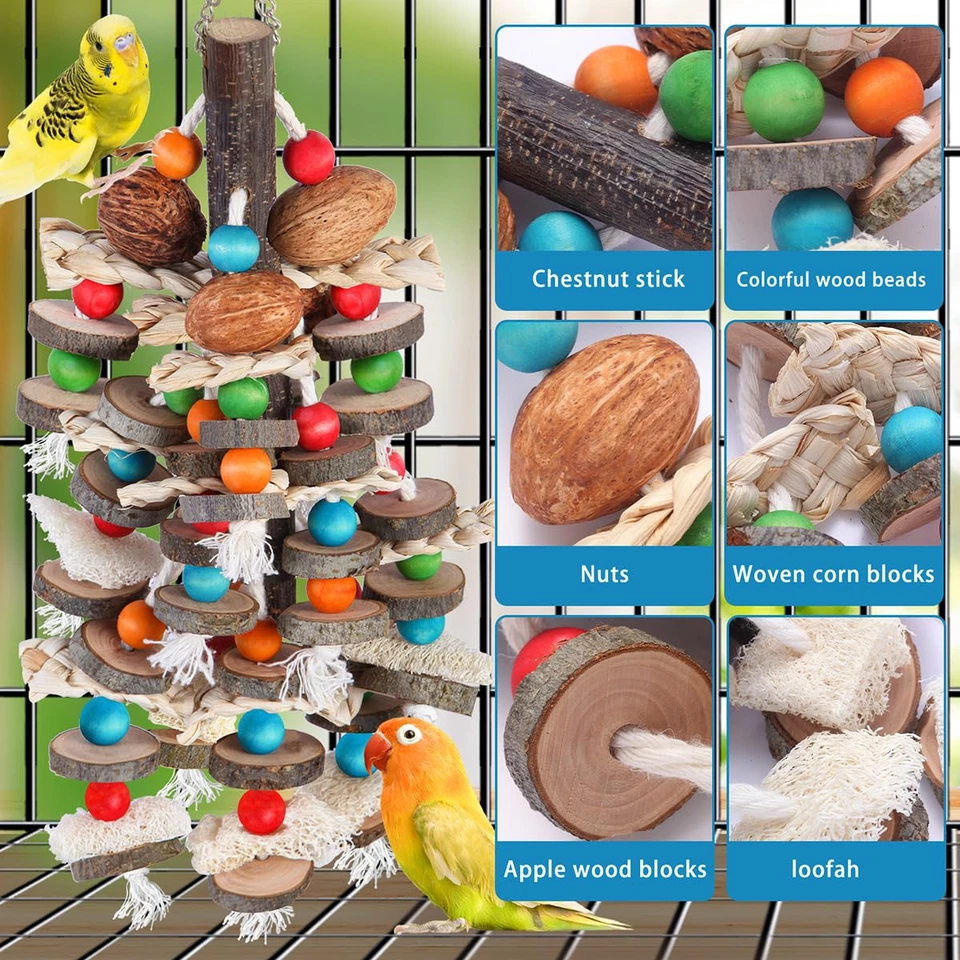 Chestnut stick
Colorful wood beads
Nuts
Woven corn blocks
Apple wood blocks
loofah